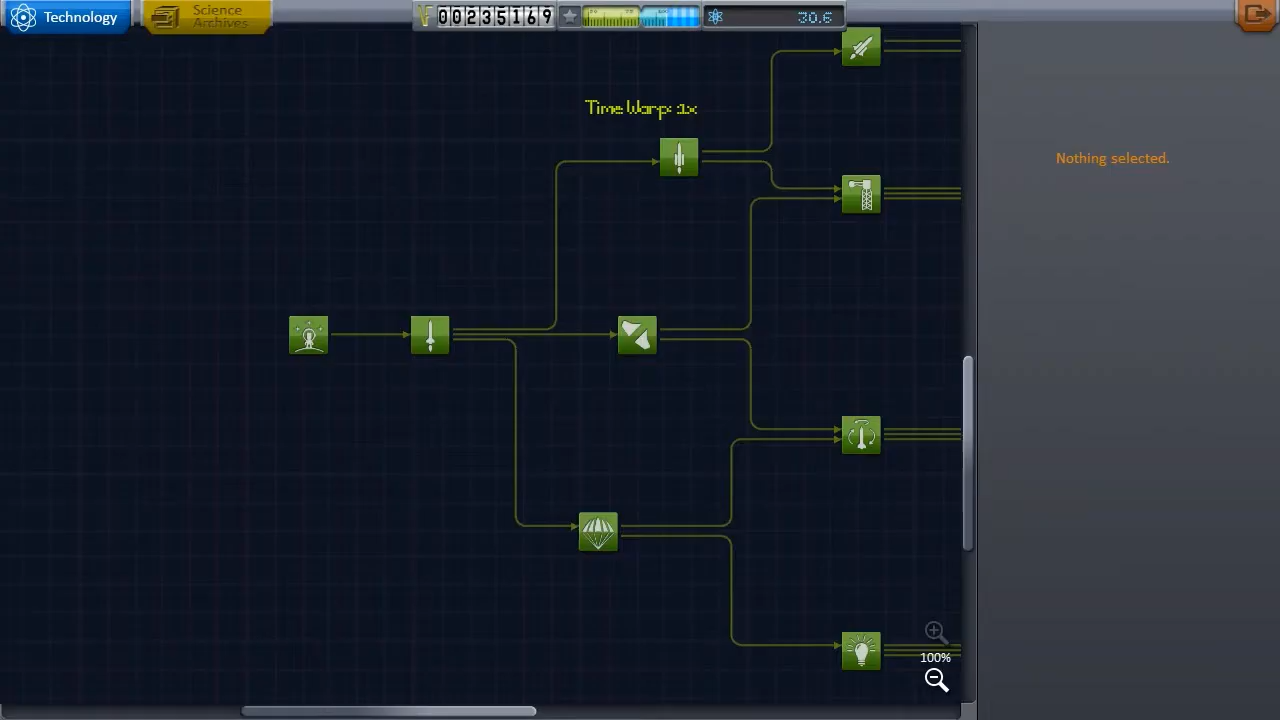 Technology
Science
Archives
00235169
30.6
Time Warp: 1x
Nothing selected.
100%